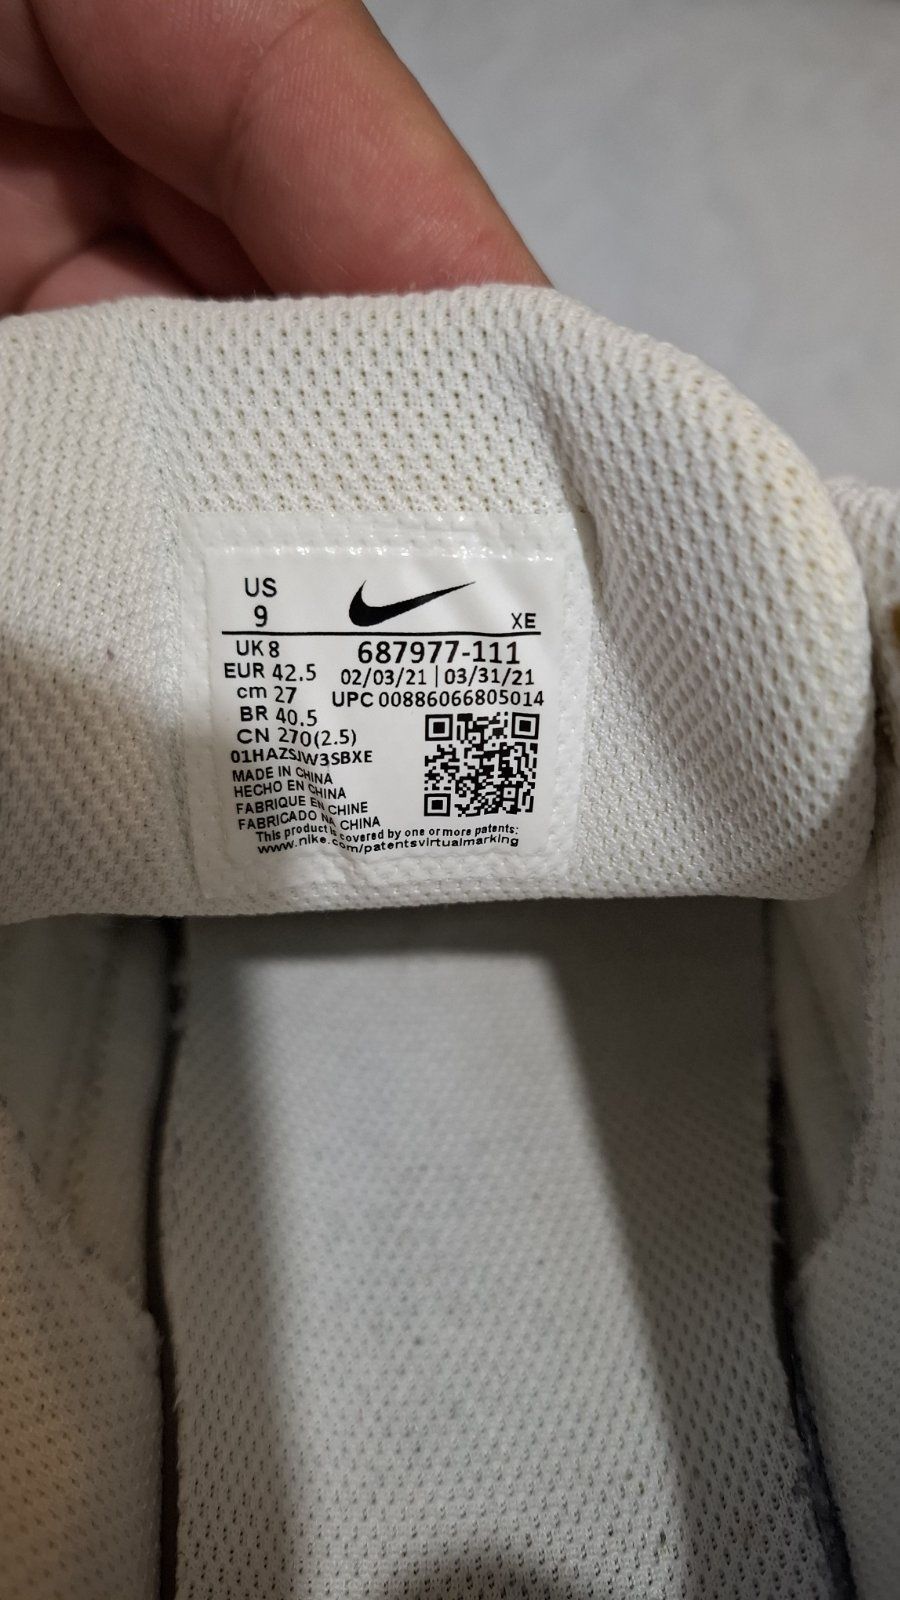 US
9
XE
UK 8
EUR 42.5
cm 27
BR 40.5
CN 270(2.5)
01HAZSJW3SBXE
687977-111
02/03/21 | 03/31/21
UPC 00886066805014
MADE IN CHINA
HECHO EN CHINA
FABRIQUE EN CHINE
FABRICADO NA CHINA
This product is covered by one or more patents:
www.nike.com/patentsvirtualmarking